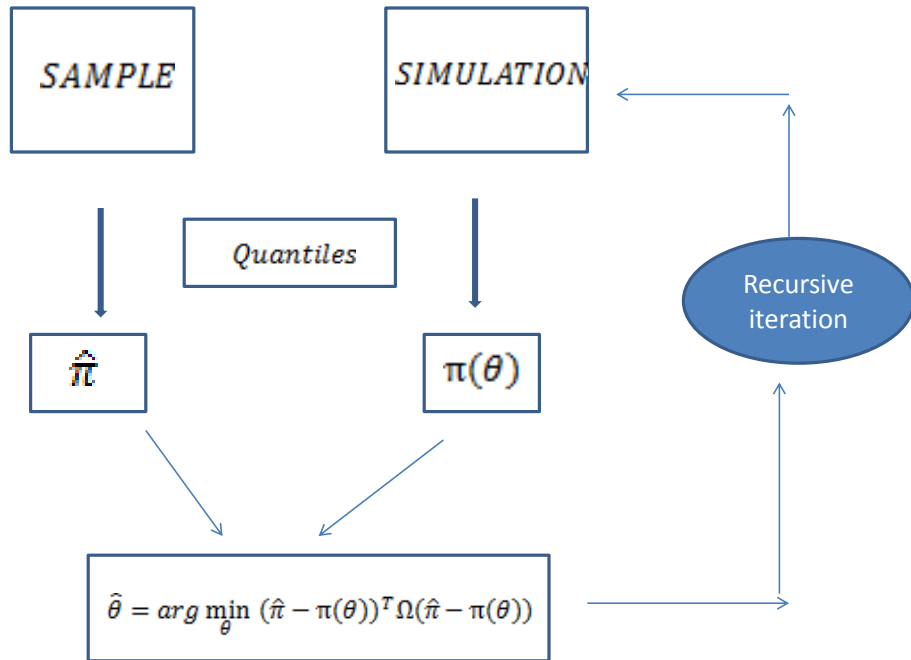 SAMPLE
SIMULATION
Quantiles
Recursive
iteration
π̂
π(θ)
θ̂ = arg min_θ (π̂ − π(θ))ᵀ Ω(π̂ − π(θ))